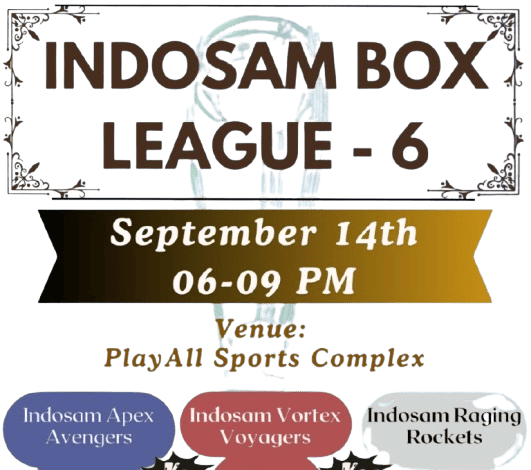 INDOSAM BOX
LEAGUE - 6
September 14th
06-09 PM
Venue:
PlayAll Sports Complex
Indosam Apex
Avengers
Indosam Vortex
Voyagers
Indosam Raging
Rockets